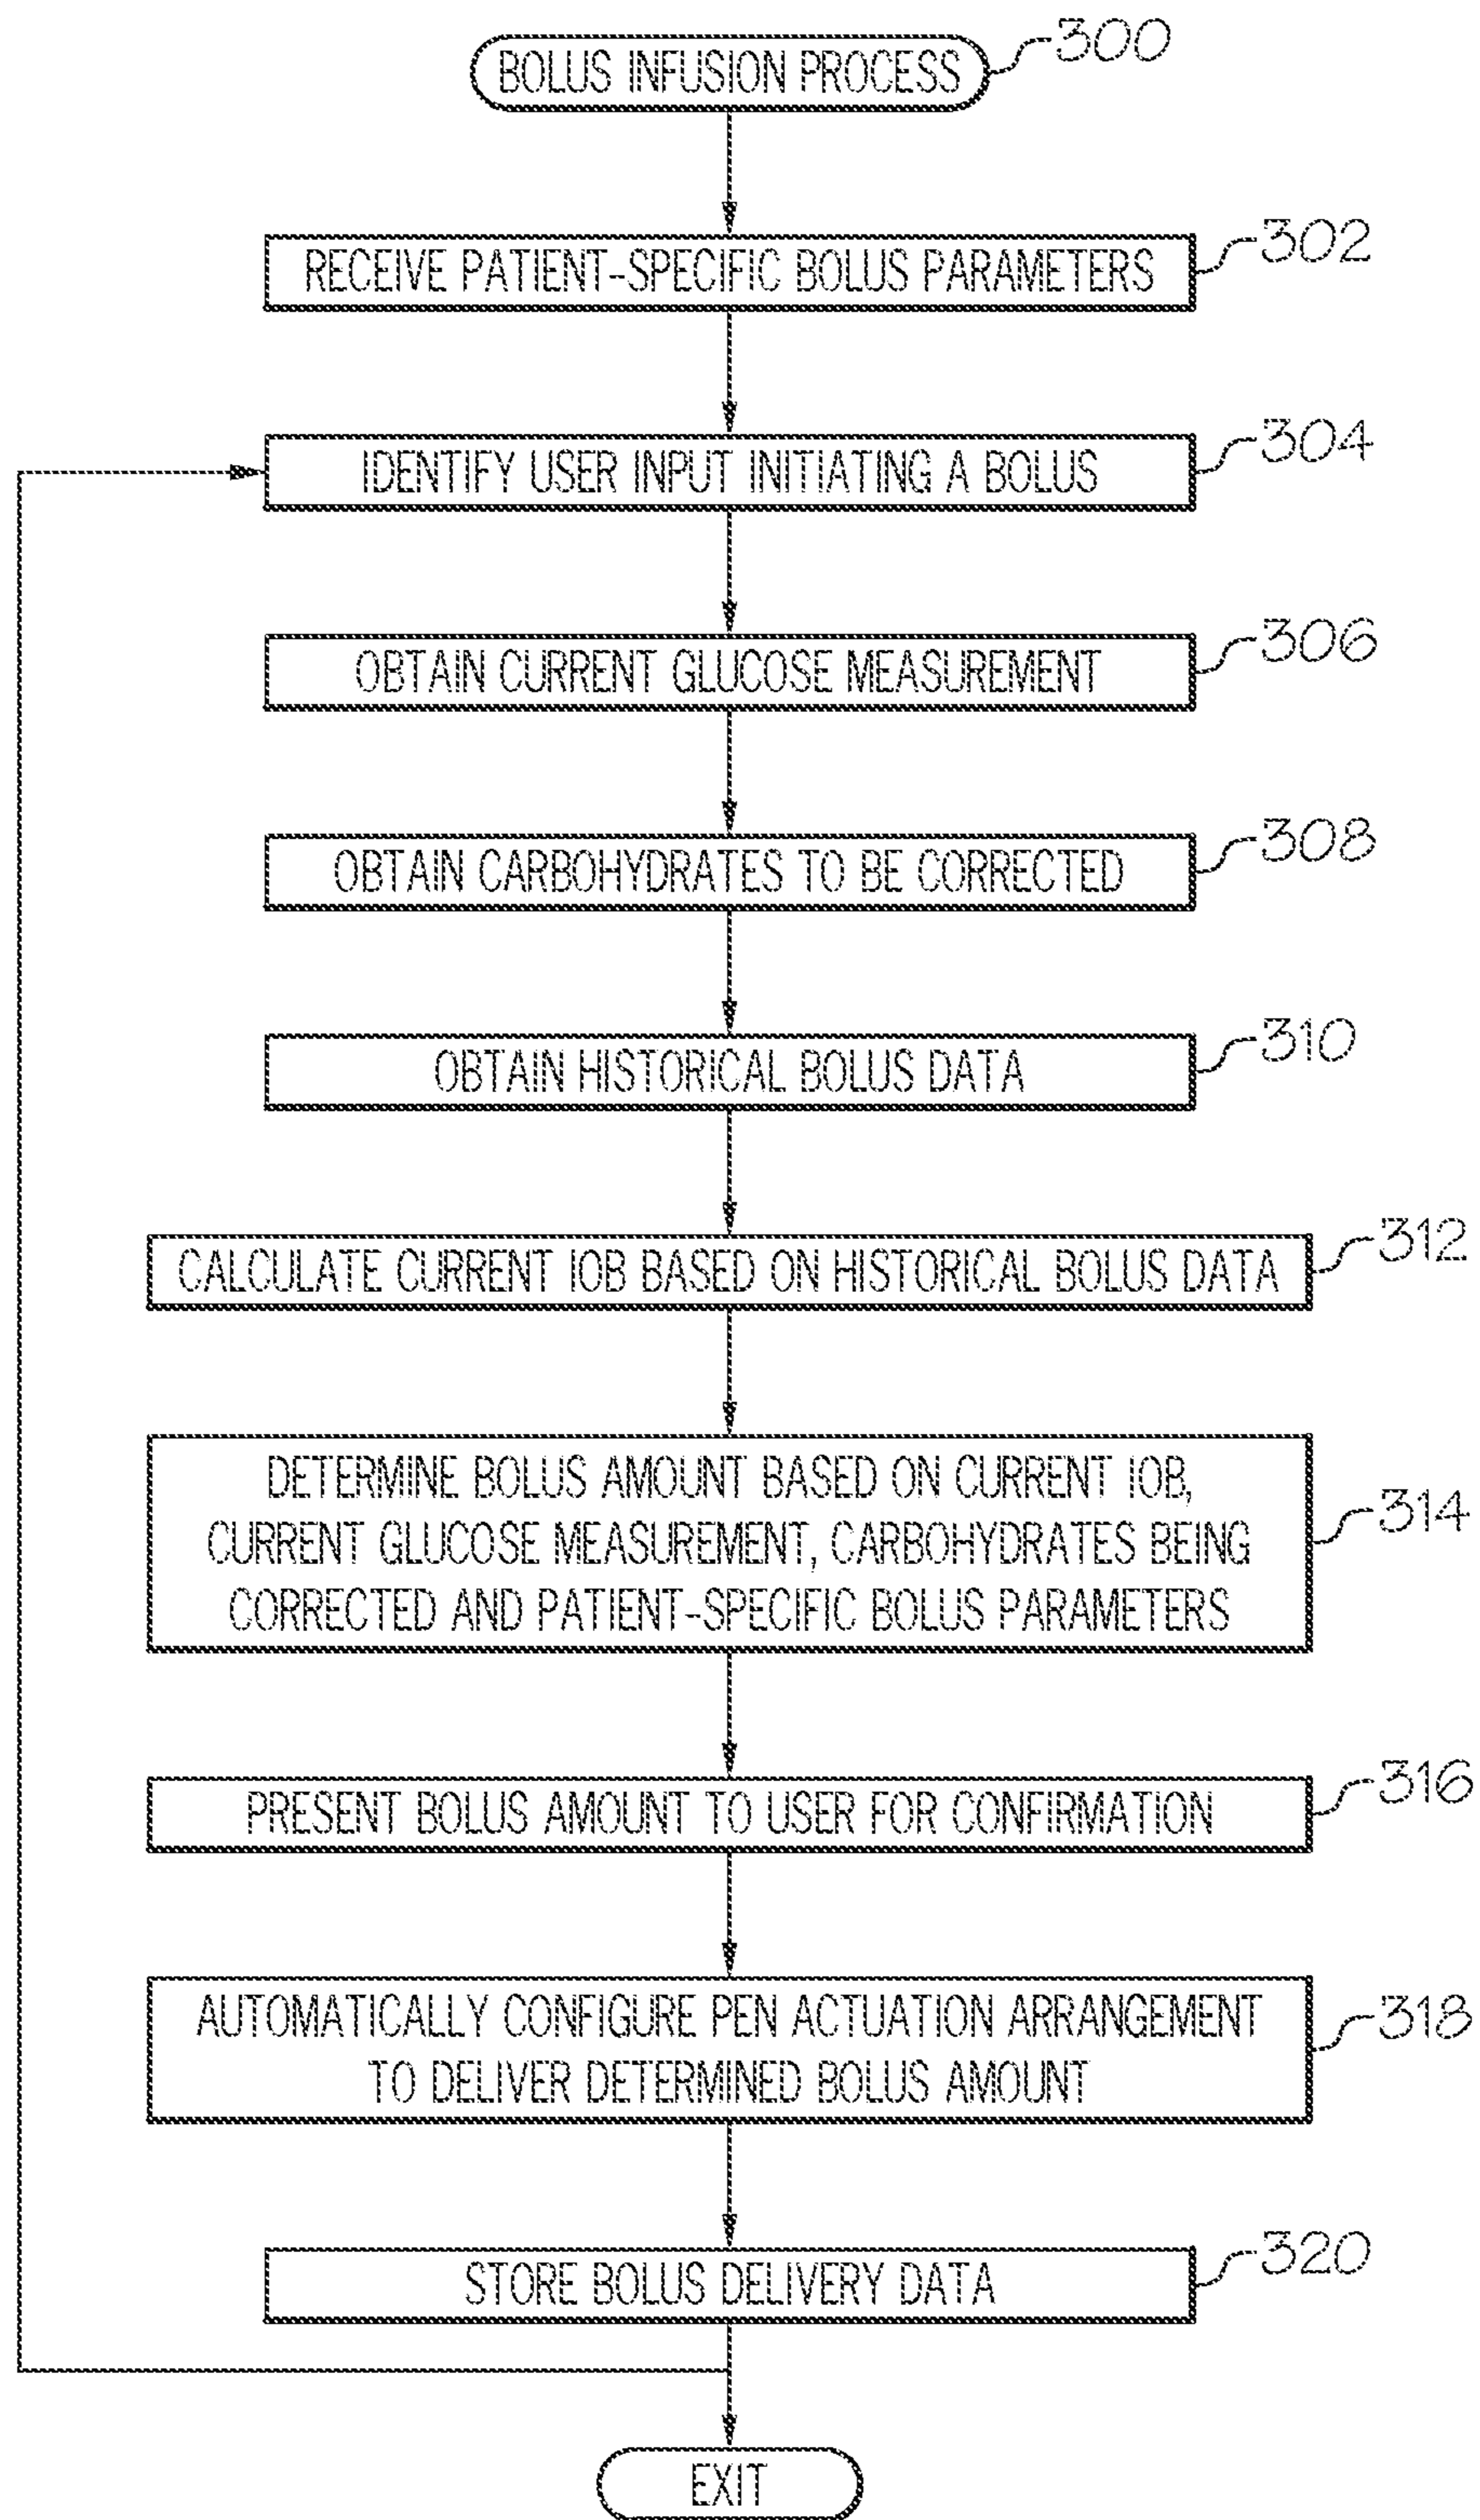 BOLUS INFUSION PROCESS
300
RECEIVE PATIENT-SPECIFIC BOLUS PARAMETERS
302
IDENTIFY USER INPUT INITIATING A BOLUS
304
OBTAIN CURRENT GLUCOSE MEASUREMENT
306
OBTAIN CARBOHYDRATES TO BE CORRECTED
308
OBTAIN HISTORICAL BOLUS DATA
310
CALCULATE CURRENT IOB BASED ON HISTORICAL BOLUS DATA
312
DETERMINE BOLUS AMOUNT BASED ON CURRENT IOB,
CURRENT GLUCOSE MEASUREMENT, CARBOHYDRATES BEING
CORRECTED AND PATIENT-SPECIFIC BOLUS PARAMETERS
314
PRESENT BOLUS AMOUNT TO USER FOR CONFIRMATION
316
AUTOMATICALLY CONFIGURE PEN ACTUATION ARRANGEMENT
TO DELIVER DETERMINED BOLUS AMOUNT
318
STORE BOLUS DELIVERY DATA
320
EXIT